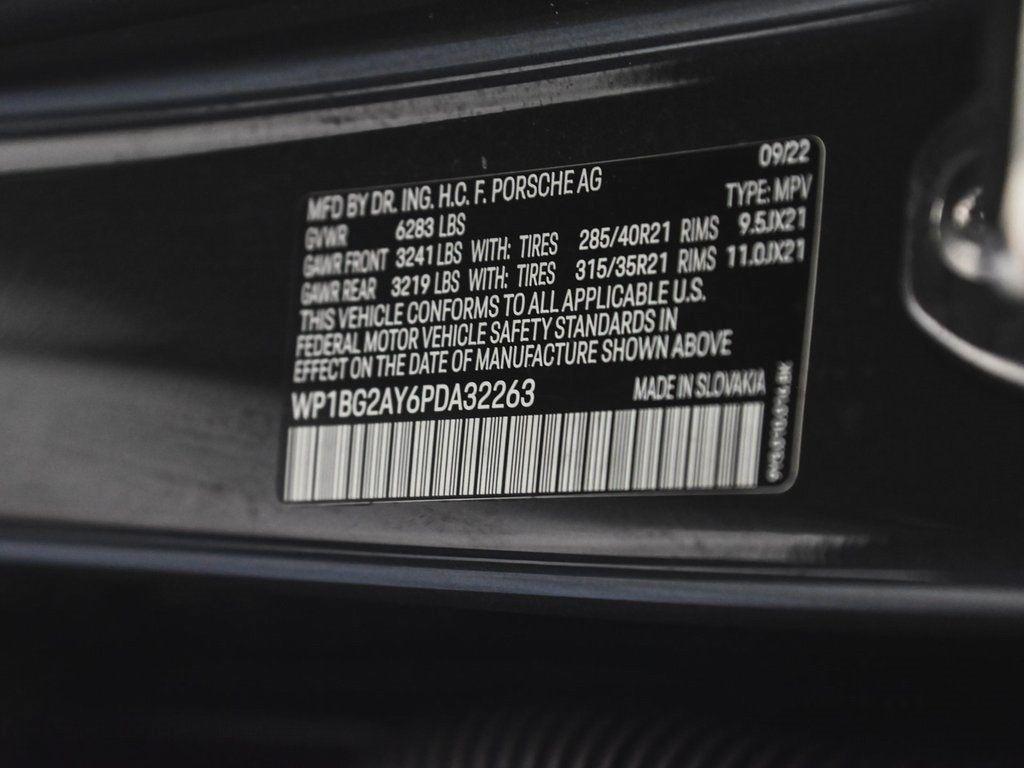 09/22
MFD BY DR. ING. H.C. F. PORSCHE AG
TYPE: MPV
GVWR 6283 LBS
GAWR FRONT 3241 LBS WITH: TIRES 285/40R21 RIMS 9.5JX21
GAWR REAR 3219 LBS WITH: TIRES 315/35R21 RIMS 11.0JX21
THIS VEHICLE CONFORMS TO ALL APPLICABLE U.S.
FEDERAL MOTOR VEHICLE SAFETY STANDARDS IN
EFFECT ON THE DATE OF MANUFACTURE SHOWN ABOVE
WP1BG2AY6PDA32263
MADE IN SLOVAKIA